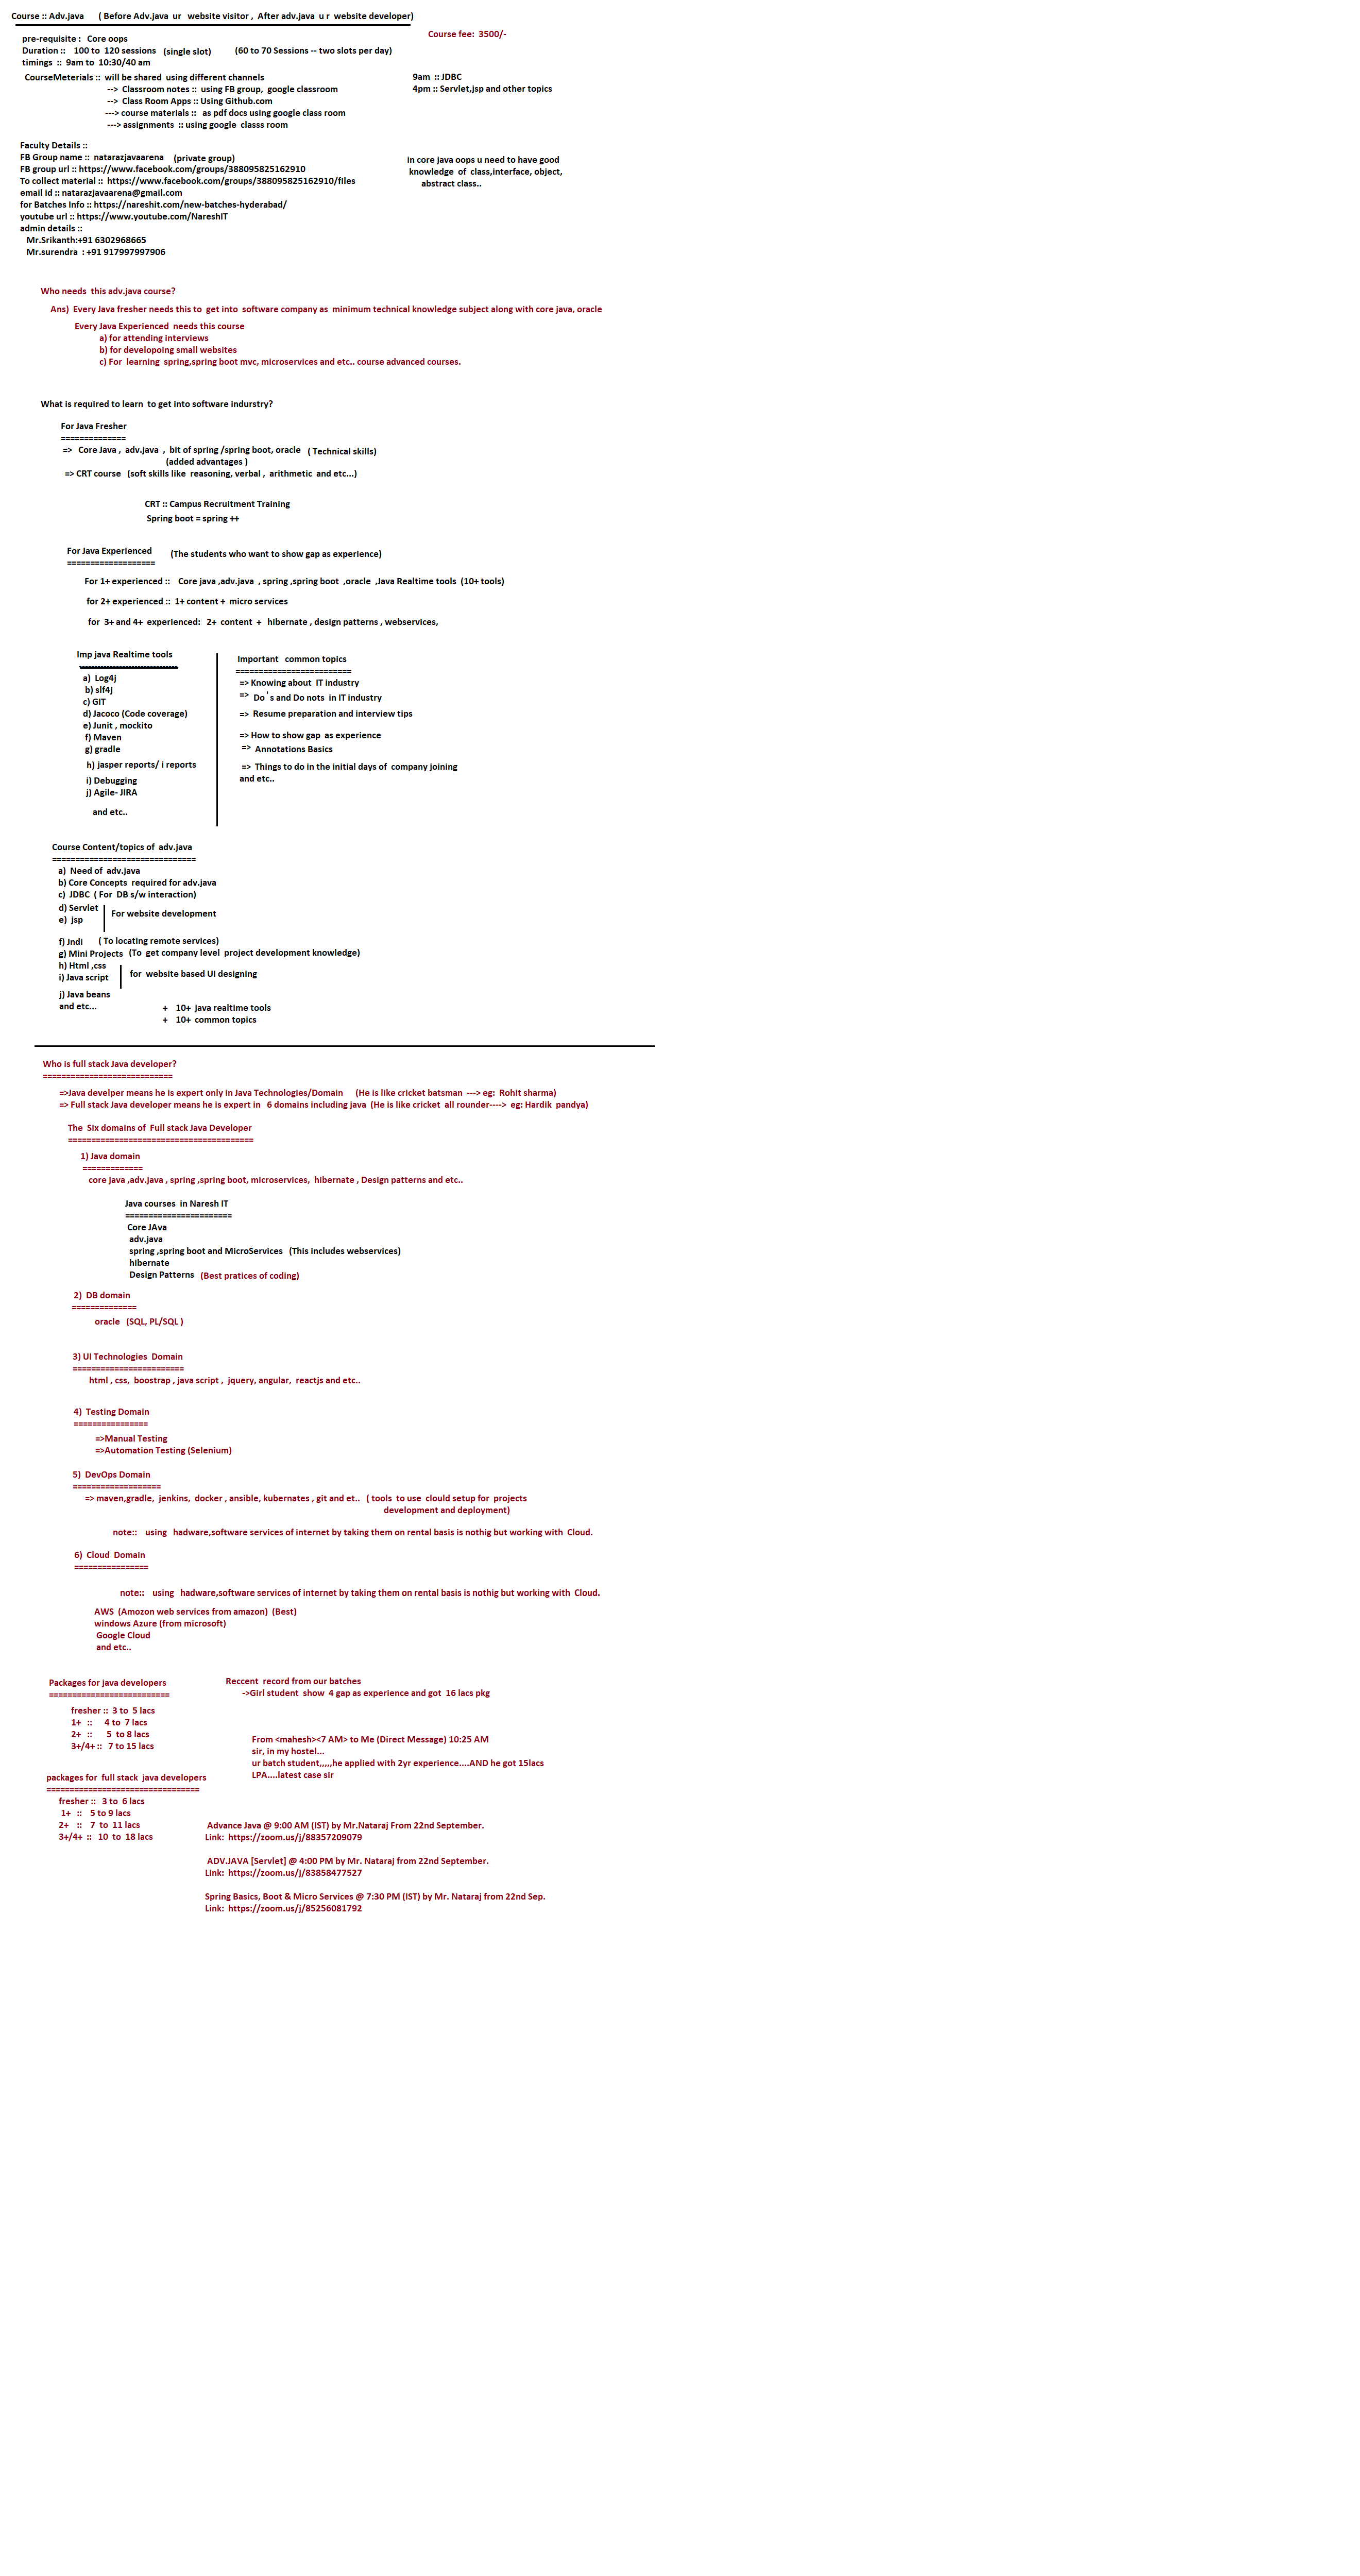 Course :: Adv.java ( Before Adv.java ur website visitor , After adv.java u r website developer)
Course fee: 3500/-
pre-requisite : Core oops
Duration :: 100 to 120 sessions (single slot) (60 to 70 Sessions -- two slots per day)
timings :: 9am to 10:30/40 am
CourseMeterials :: will be shared using different channels
--> Classroom notes :: using FB group, google classroom
--> Class Room Apps :: Using Github.com
---> course materials :: as pdf docs using google class room
---> assignments :: using google classs room
9am :: JDBC
4pm :: Servlet,jsp and other topics
Faculty Details ::
FB Group name :: natarazjavaarena (private group)
FB group url :: https://www.facebook.com/groups/388095825162910
To collect material :: https://www.facebook.com/groups/388095825162910/files
email id :: natarazjavaarena@gmail.com
for Batches Info :: https://nareshit.com/new-batches-hyderabad/
youtube url :: https://www.youtube.com/NareshIT
admin details ::
Mr.Srikanth:+91 6302968665
Mr.surendra : +91 917997997906
in core java oops u need to have good
knowledge of class,interface, object,
abstract class..
Who needs this adv.java course?
Ans) Every Java fresher needs this to get into software company as minimum technical knowledge subject along with core java, oracle
Every Java Experienced needs this course
a) for attending interviews
b) for developoing small websites
c) For learning spring,spring boot mvc, microservices and etc.. course advanced courses.
What is required to learn to get into software indurstry?
For Java Fresher
==============
=> Core Java , adv.java , bit of spring /spring boot, oracle ( Technical skills)
(added advantages )
=> CRT course (soft skills like reasoning, verbal , arithmetic and etc...)
CRT :: Campus Recruitment Training
Spring boot = spring ++
For Java Experienced (The students who want to show gap as experience)
===================
For 1+ experienced :: Core java ,adv.java , spring ,spring boot ,oracle ,Java Realtime tools (10+ tools)
for 2+ experienced :: 1+ content + micro services
for 3+ and 4+ experienced: 2+ content + hibernate , design patterns , webservices,
Imp java Realtime tools
-------------------------------
a) Log4j
b) slf4j
c) GIT
d) Jacoco (Code coverage)
e) Junit , mockito
f) Maven
g) gradle
h) jasper reports/ i reports
i) Debugging
j) Agile- JIRA
and etc..
Important common topics
=========================
=> Knowing about IT industry
=> Do's and Do nots in IT industry
=> Resume preparation and interview tips
=> How to show gap as experience
=> Annotations Basics
=> Things to do in the initial days of company joining
and etc..
Course Content/topics of adv.java
===============================
a) Need of adv.java
b) Core Concepts required for adv.java
c) JDBC ( For DB s/w interaction)
d) Servlet
e) jsp
For website development
f) Jndi ( To locating remote services)
g) Mini Projects (To get company level project development knowledge)
h) Html ,css
i) Java script
for website based UI designing
j) Java beans
and etc...
+ 10+ java realtime tools
+ 10+ common topics
Who is full stack Java developer?
============================
=>Java develper means he is expert only in Java Technologies/Domain (He is like cricket batsman ---> eg: Rohit sharma)
=> Full stack Java developer means he is expert in 6 domains including java (He is like cricket all rounder----> eg: Hardik pandya)
The Six domains of Full stack Java Developer
========================================
1) Java domain
=============
core java ,adv.java , spring ,spring boot, microservices, hibernate , Design patterns and etc..
Java courses in Naresh IT
=======================
Core JAva
adv.java
spring ,spring boot and MicroServices (This includes webservices)
hibernate
Design Patterns (Best pratices of coding)
2) DB domain
==============
oracle (SQL, PL/SQL )
3) UI Technologies Domain
========================
html , css, boostrap , java script , jquery, angular, reactjs and etc..
4) Testing Domain
================
=>Manual Testing
=>Automation Testing (Selenium)
5) DevOps Domain
===================
=> maven,gradle, jenkins, docker , ansible, kubernates , git and et.. ( tools to use clould setup for projects
development and deployment)
note:: using hadware,software services of internet by taking them on rental basis is nothig but working with Cloud.
6) Cloud Domain
================
note:: using hadware,software services of internet by taking them on rental basis is nothig but working with Cloud.
AWS (Amozon web services from amazon) (Best)
windows Azure (from microsoft)
Google Cloud
and etc..
Packages for java developers
==========================
fresher :: 3 to 5 lacs
1+ :: 4 to 7 lacs
2+ :: 5 to 8 lacs
3+/4+ :: 7 to 15 lacs
Reccent record from our batches
->Girl student show 4 gap as experience and got 16 lacs pkg
From <mahesh><7 AM> to Me (Direct Message) 10:25 AM
sir, in my hostel...
ur batch student,,,,,he applied with 2yr experience....AND he got 15lacs
LPA....latest case sir
packages for full stack java developers
=================================
fresher :: 3 to 6 lacs
1+ :: 5 to 9 lacs
2+ :: 7 to 11 lacs
3+/4+ :: 10 to 18 lacs
Advance Java @ 9:00 AM (IST) by Mr.Nataraj From 22nd September.
Link: https://zoom.us/j/88357209079
ADV.JAVA [Servlet] @ 4:00 PM by Mr. Nataraj from 22nd September.
Link: https://zoom.us/j/83858477527
Spring Basics, Boot & Micro Services @ 7:30 PM (IST) by Mr. Nataraj from 22nd Sep.
Link: https://zoom.us/j/85256081792